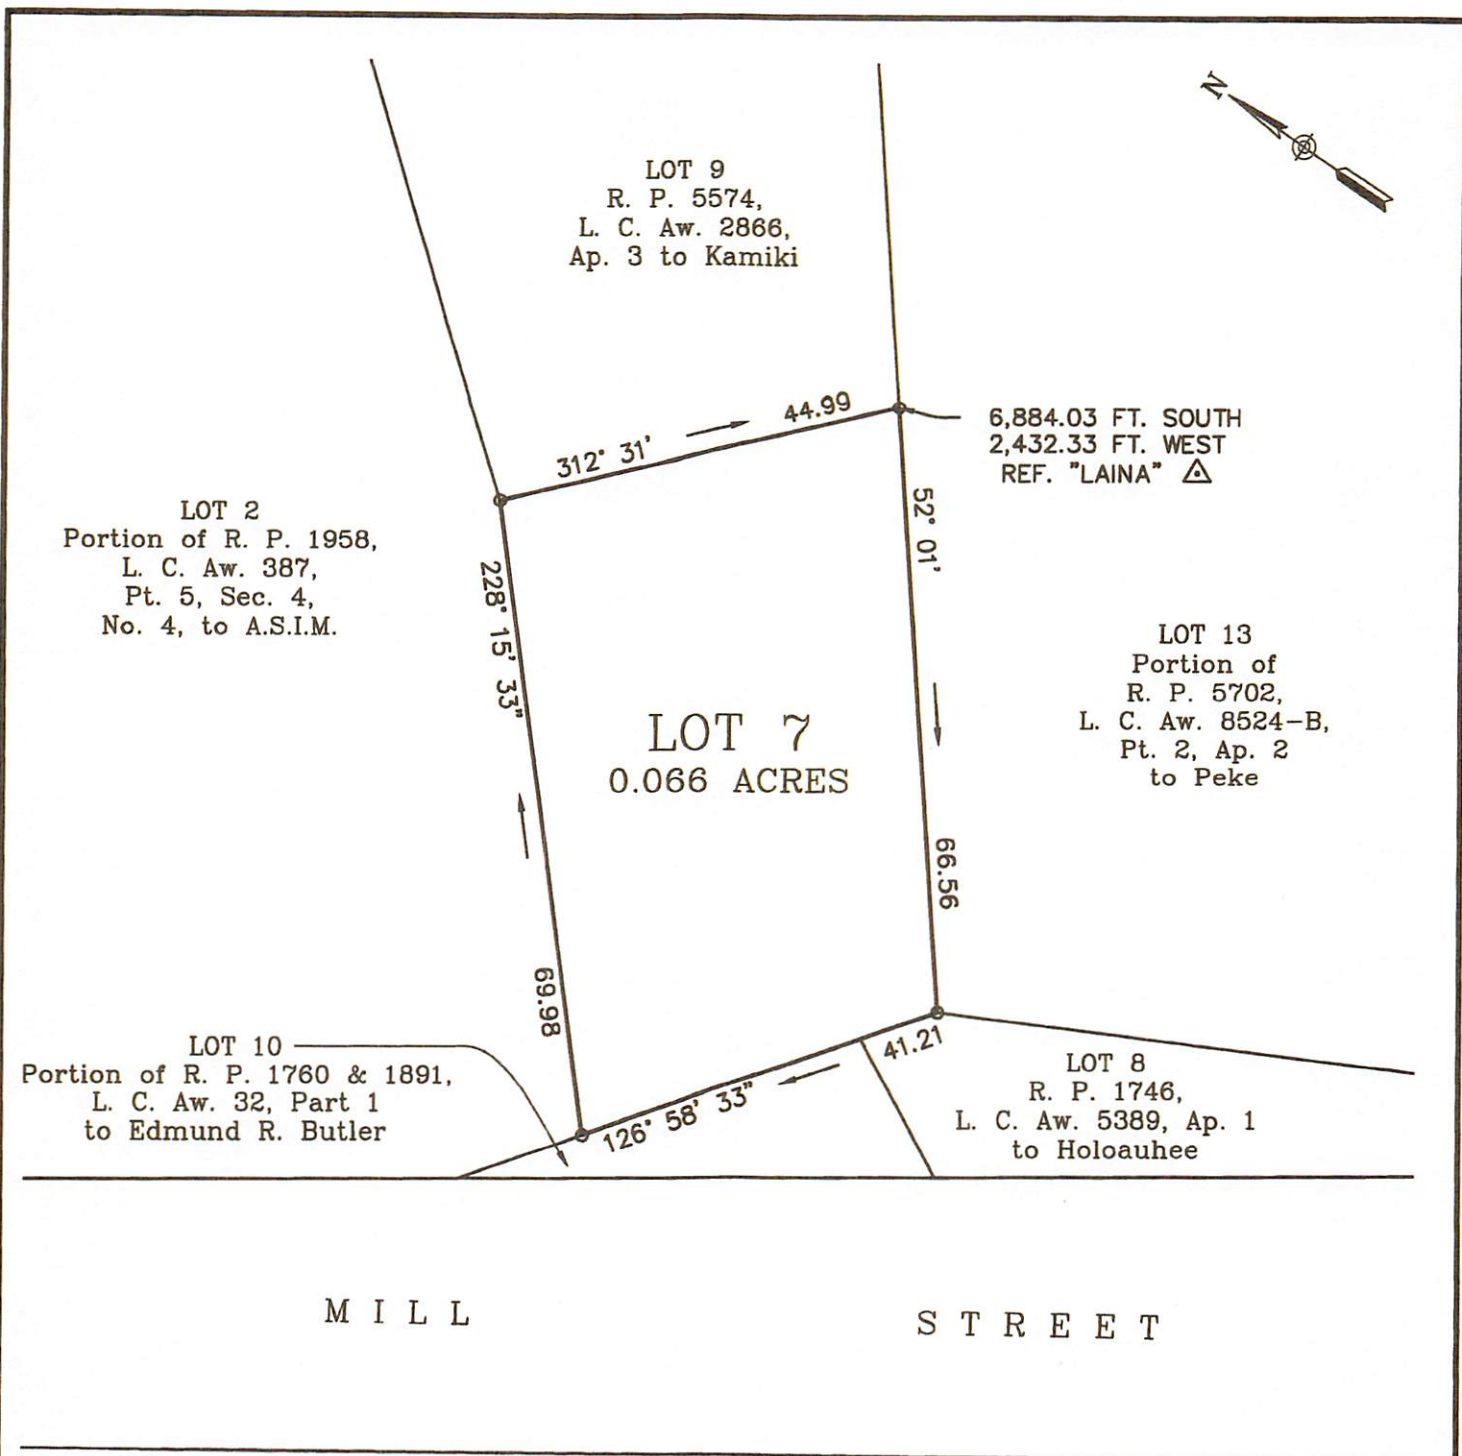 N
LOT 9
R. P. 5574,
L. C. Aw. 2866,
Ap. 3 to Kamiki
312° 31'
44.99
6,884.03 FT. SOUTH
2,432.33 FT. WEST
REF. "LAINA"
LOT 2
Portion of R. P. 1958,
L. C. Aw. 387,
Pt. 5, Sec. 4,
No. 4, to A.S.I.M.
228° 15' 33"
69.98
52° 01'
66.56
LOT 7
0.066 ACRES
LOT 13
Portion of
R. P. 5702,
L. C. Aw. 8524-B,
Pt. 2, Ap. 2
to Peke
LOT 10
Portion of R. P. 1760 & 1891,
L. C. Aw. 32, Part 1
to Edmund R. Butler
126° 58' 33"
41.21
LOT 8
R. P. 1746,
L. C. Aw. 5389, Ap. 1
to Holoauhee
MILL STREET